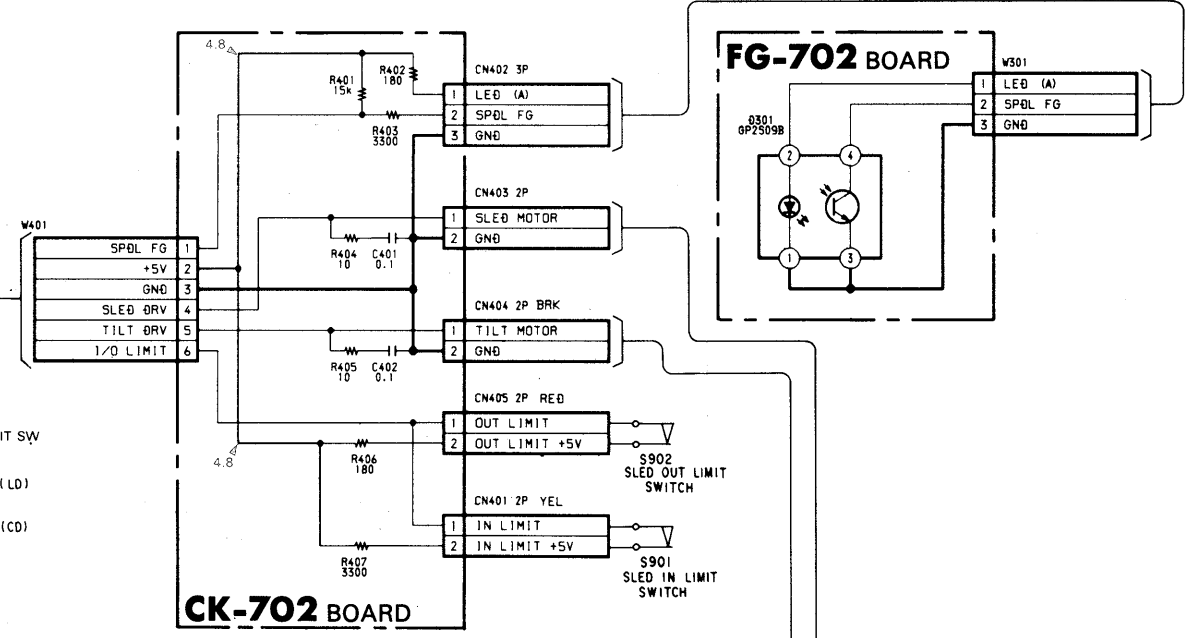 4.8
R401
15k
R402
180
R403
3300
CN402 3P
1 LED (A)
2 SPDL FG
3 GND
FG-702 BOARD
D301
GP2S09B
2
4
1
3
W301
1 LED (A)
2 SPDL FG
3 GND
W401
SPDL FG 1
+5V 2
GND 3
SLED DRV 4
TILT DRV 5
I/O LIMIT 6
CN403 2P
1 SLED MOTOR
2 GND
R404
10
C401
0.1
CN404 2P BRK
1 TILT MOTOR
2 GND
R405
10
C402
0.1
CN405 2P RED
1 OUT LIMIT
2 OUT LIMIT +5V
4.8
R406
180
S902
SLED OUT LIMIT
SWITCH
CN401 2P YEL
1 IN LIMIT
2 IN LIMIT +5V
R407
3300
S901
SLED IN LIMIT
SWITCH
IT SW
(LD)
(CD)
CK-702 BOARD